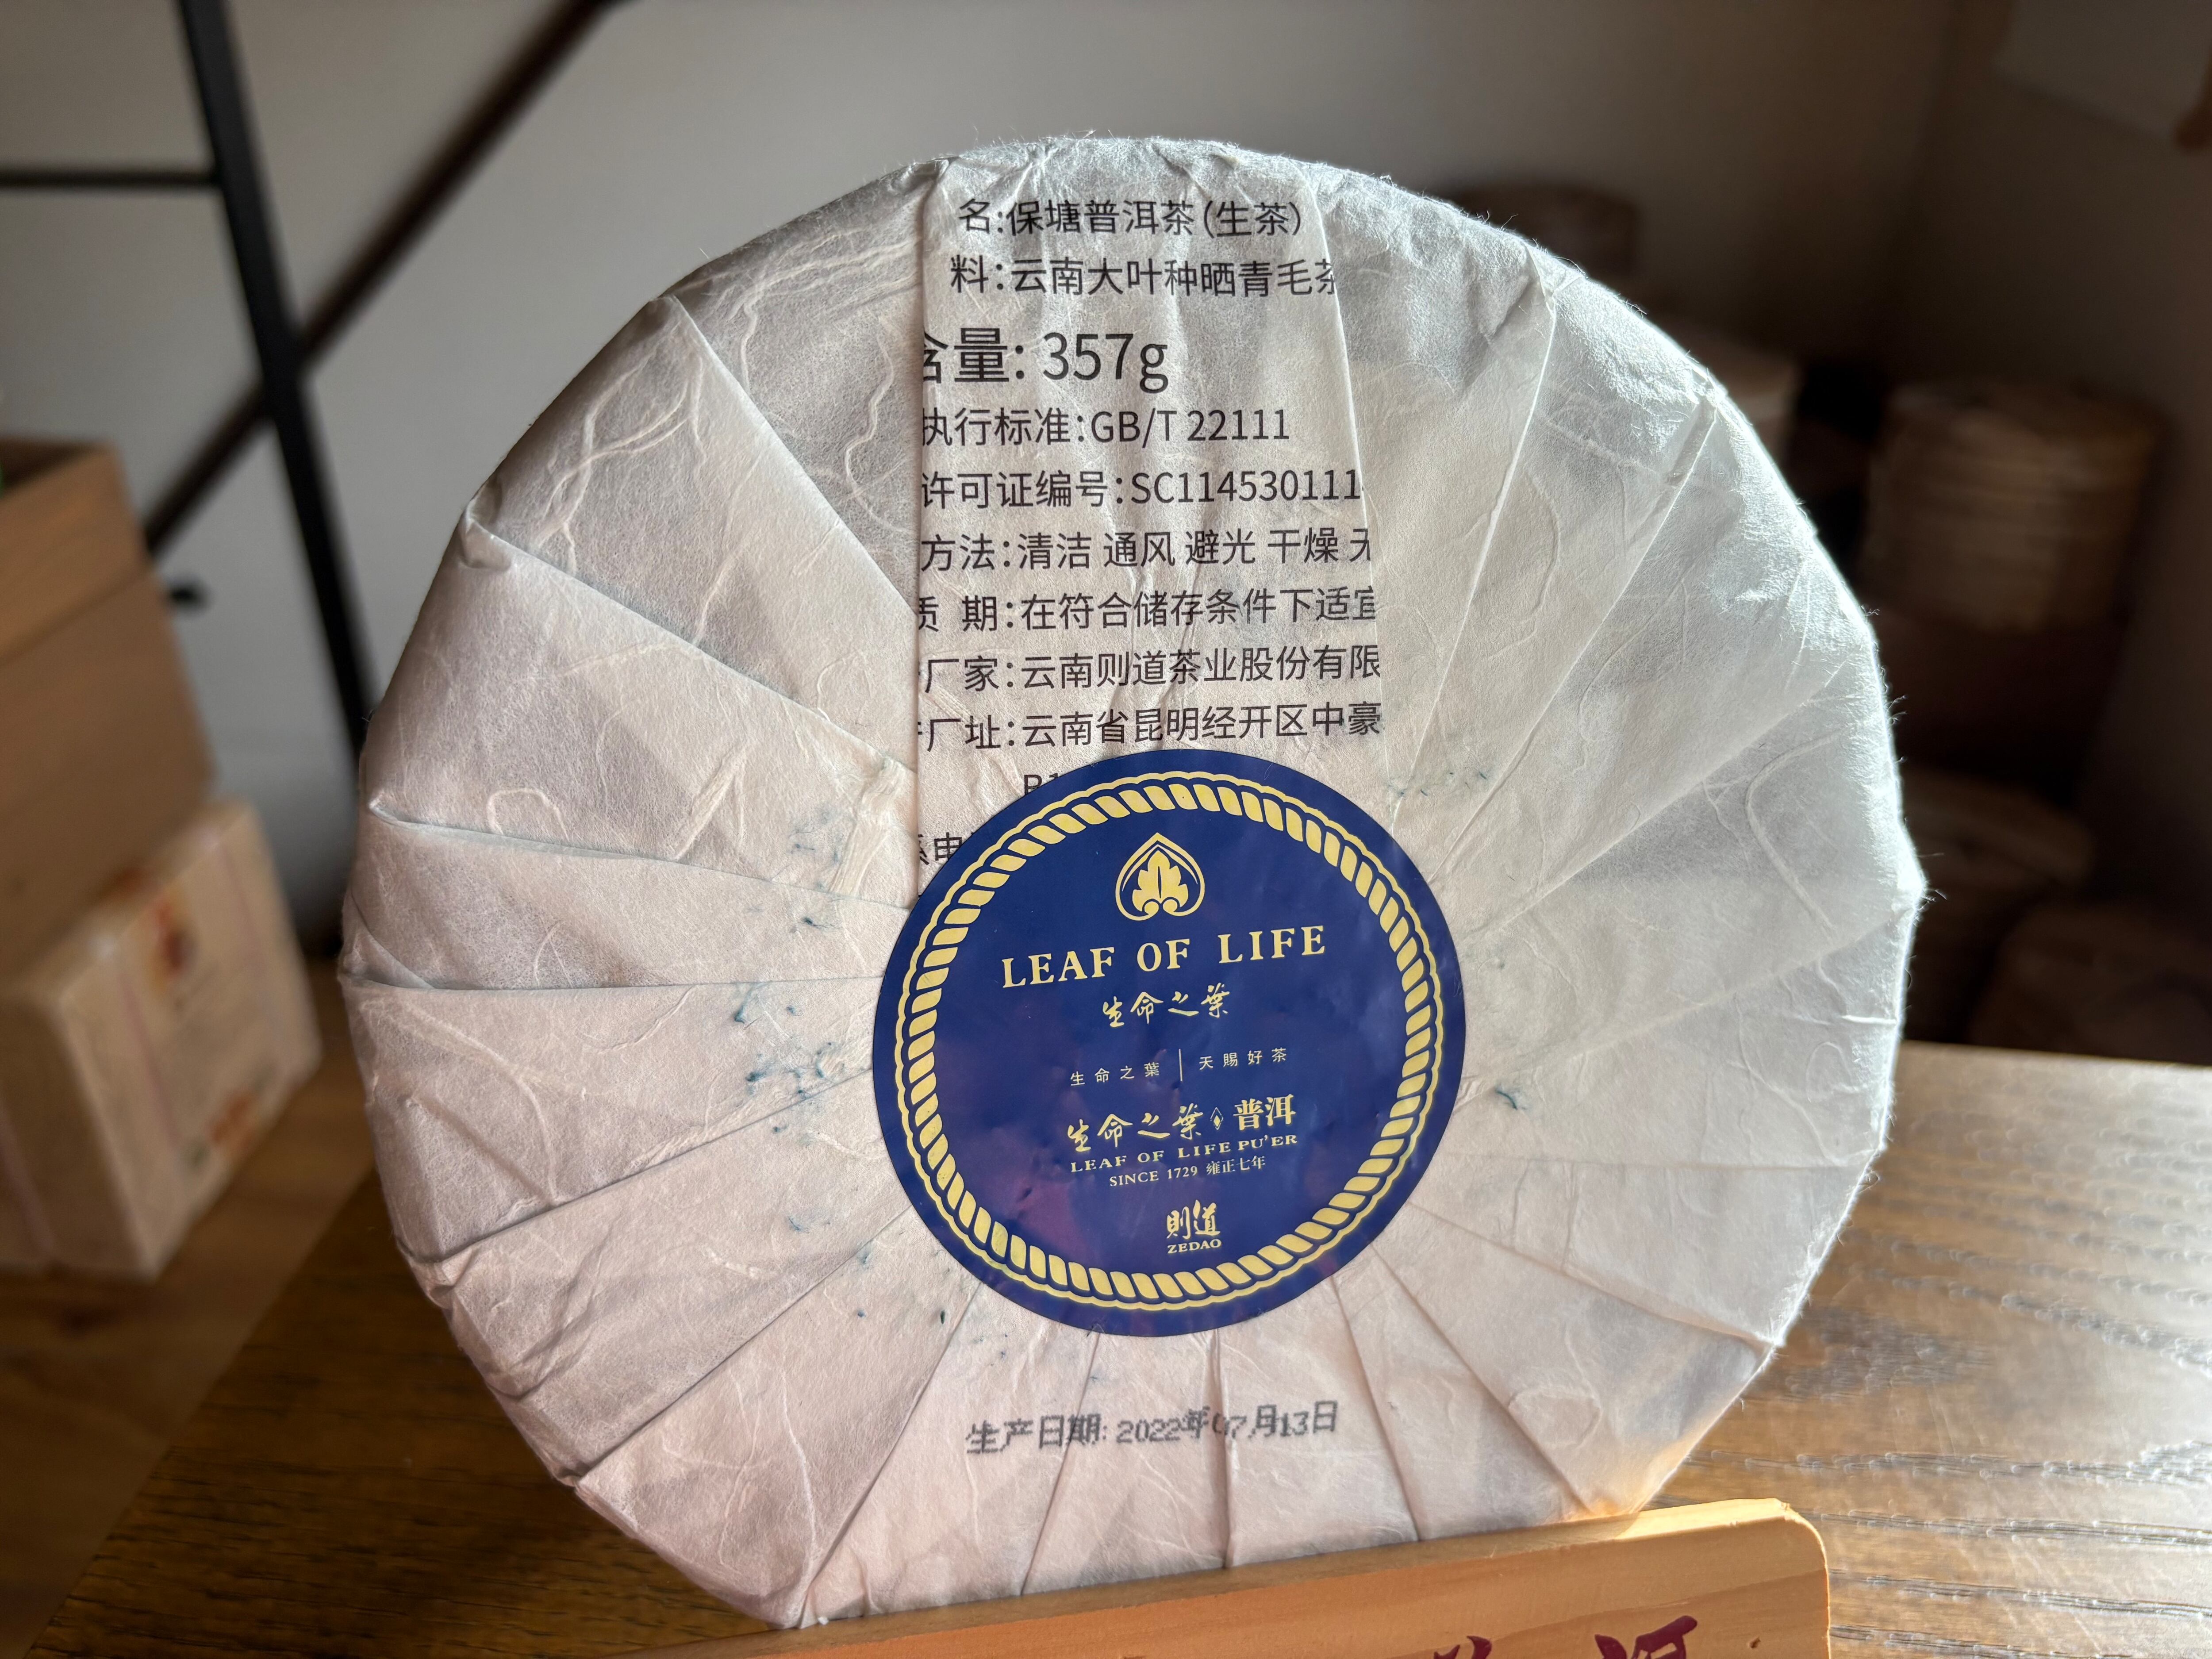 名:保塘普洱茶(生茶)
料:云南大叶种晒青毛茶
含量: 357g
执行标准:GB/T 22111
许可证编号:SC114530111
方法:清洁 通风 避光 干燥 无
质 期:在符合储存条件下适宜
厂家:云南则道茶业股份有限
厂址:云南省昆明经开区中豪
LEAF OF LIFE
生命之葉
生命之葉 | 天賜好茶
生命之葉 普洱
LEAF OF LIFE PU'ER
SINCE 1729 雍正七年
則道
ZEDAO
生产日期: 2022年07月13日